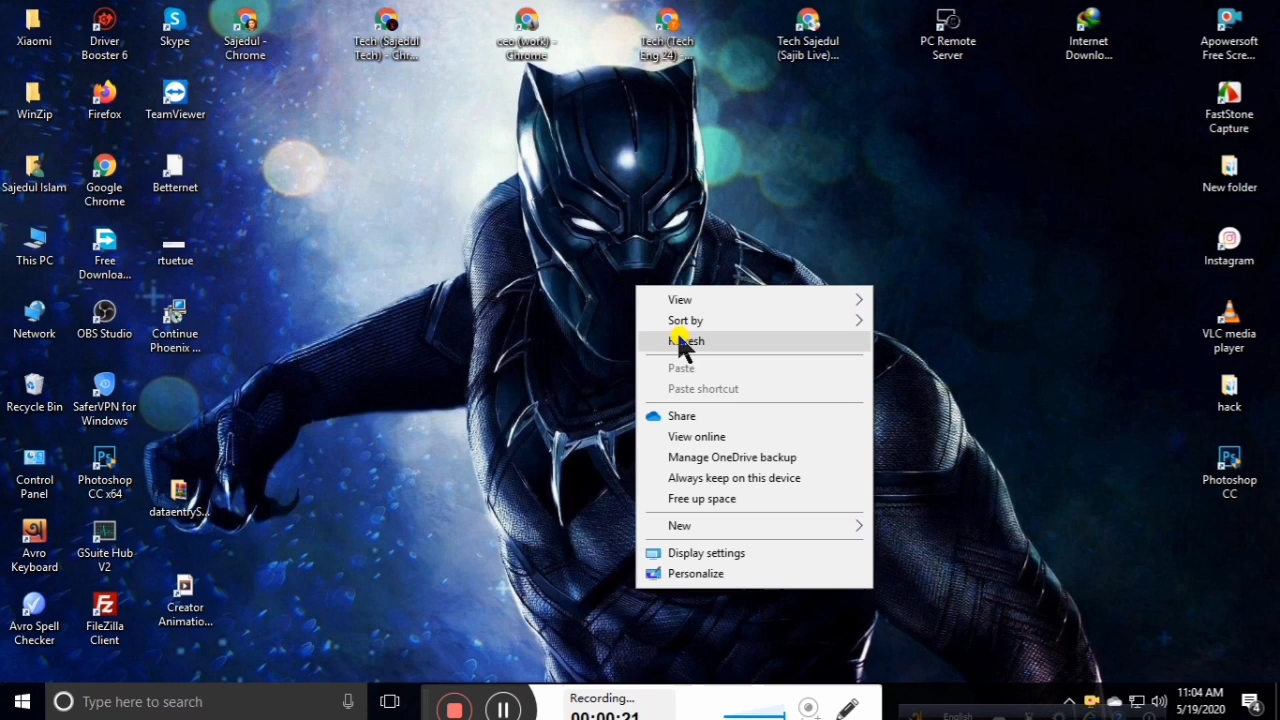 Xiaomi
Driver
Booster 6
Skype
Sajedul -
Chrome
Tech (Sajedul
Tech) - Chr...
ceo (work) -
Chrome
Tech (Tech
Eng 24) -...
Tech Sajedul
(Sajib Live)...
PC Remote
Server
Internet
Downlo...
Apowersoft
Free Scre...
WinZip
Firefox
TeamViewer
FastStone
Capture
Sajedul Islam
Google
Chrome
Betternet
New folder
This PC
Free
Downloa...
rtuetue
Instagram
Network
OBS Studio
Continue
Phoenix ...
VLC media
player
Recycle Bin
SaferVPN for
Windows
hack
Control
Panel
Photoshop
CC x64
dataentryS...
Photoshop
CC
Avro
Keyboard
GSuite Hub
V2
Avro Spell
Checker
FileZilla
Client
Creator
Animatio...
View
Sort by
Refresh
Paste
Paste shortcut
Share
View online
Manage OneDrive backup
Always keep on this device
Free up space
New
Display settings
Personalize
Type here to search
Recording...
00:00:21
English
11:04 AM
5/19/2020
4